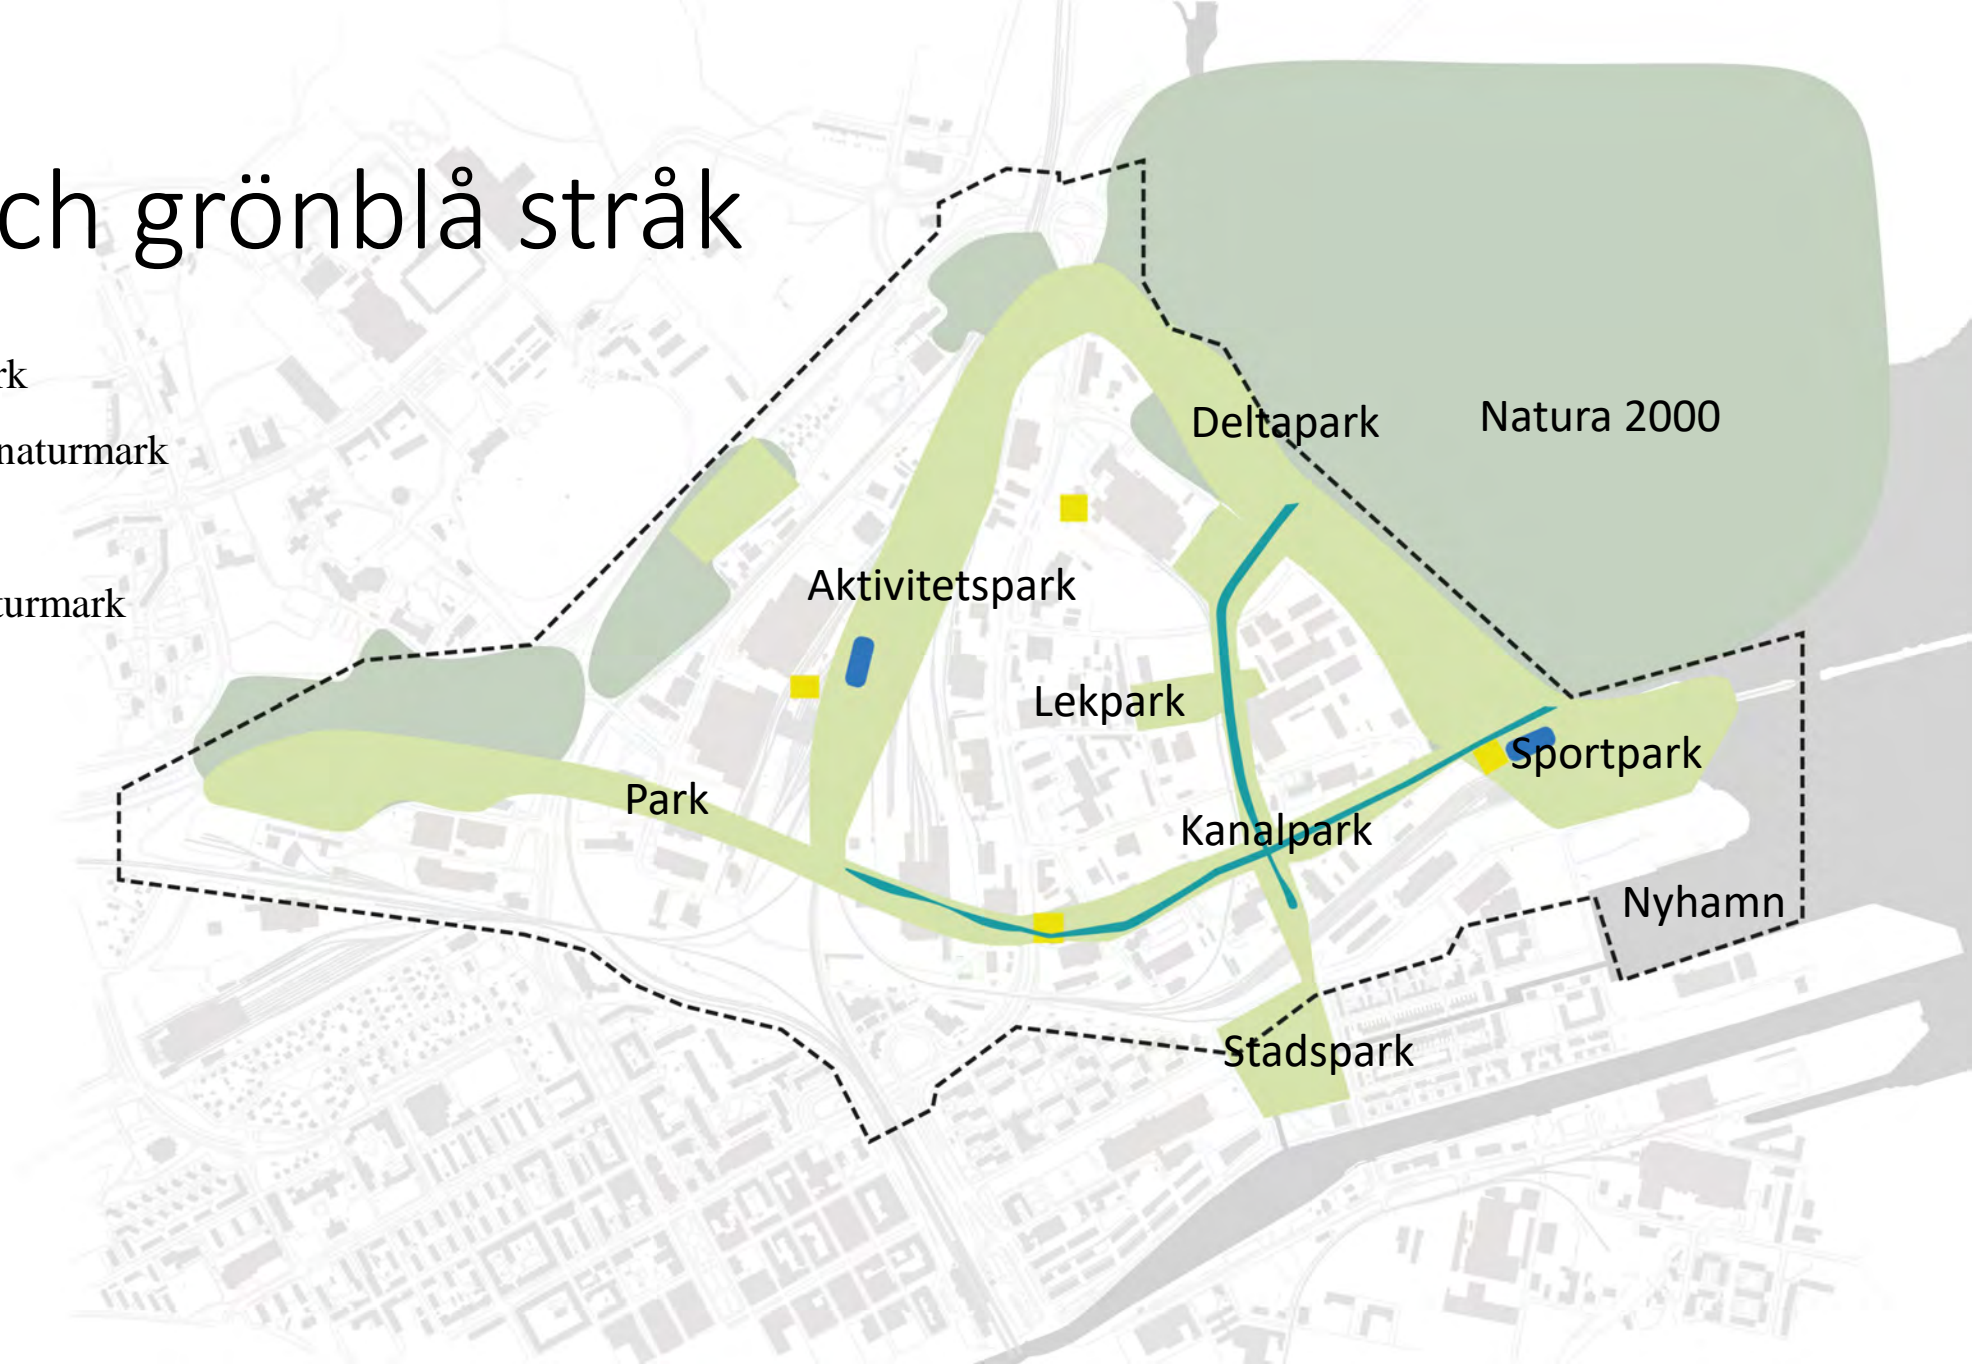 ch grönblå stråk
rk
naturmark
turmark
Deltapark
Natura 2000
Aktivitetspark
Lekpark
Sportpark
Park
Kanalpark
Nyhamn
Stadspark